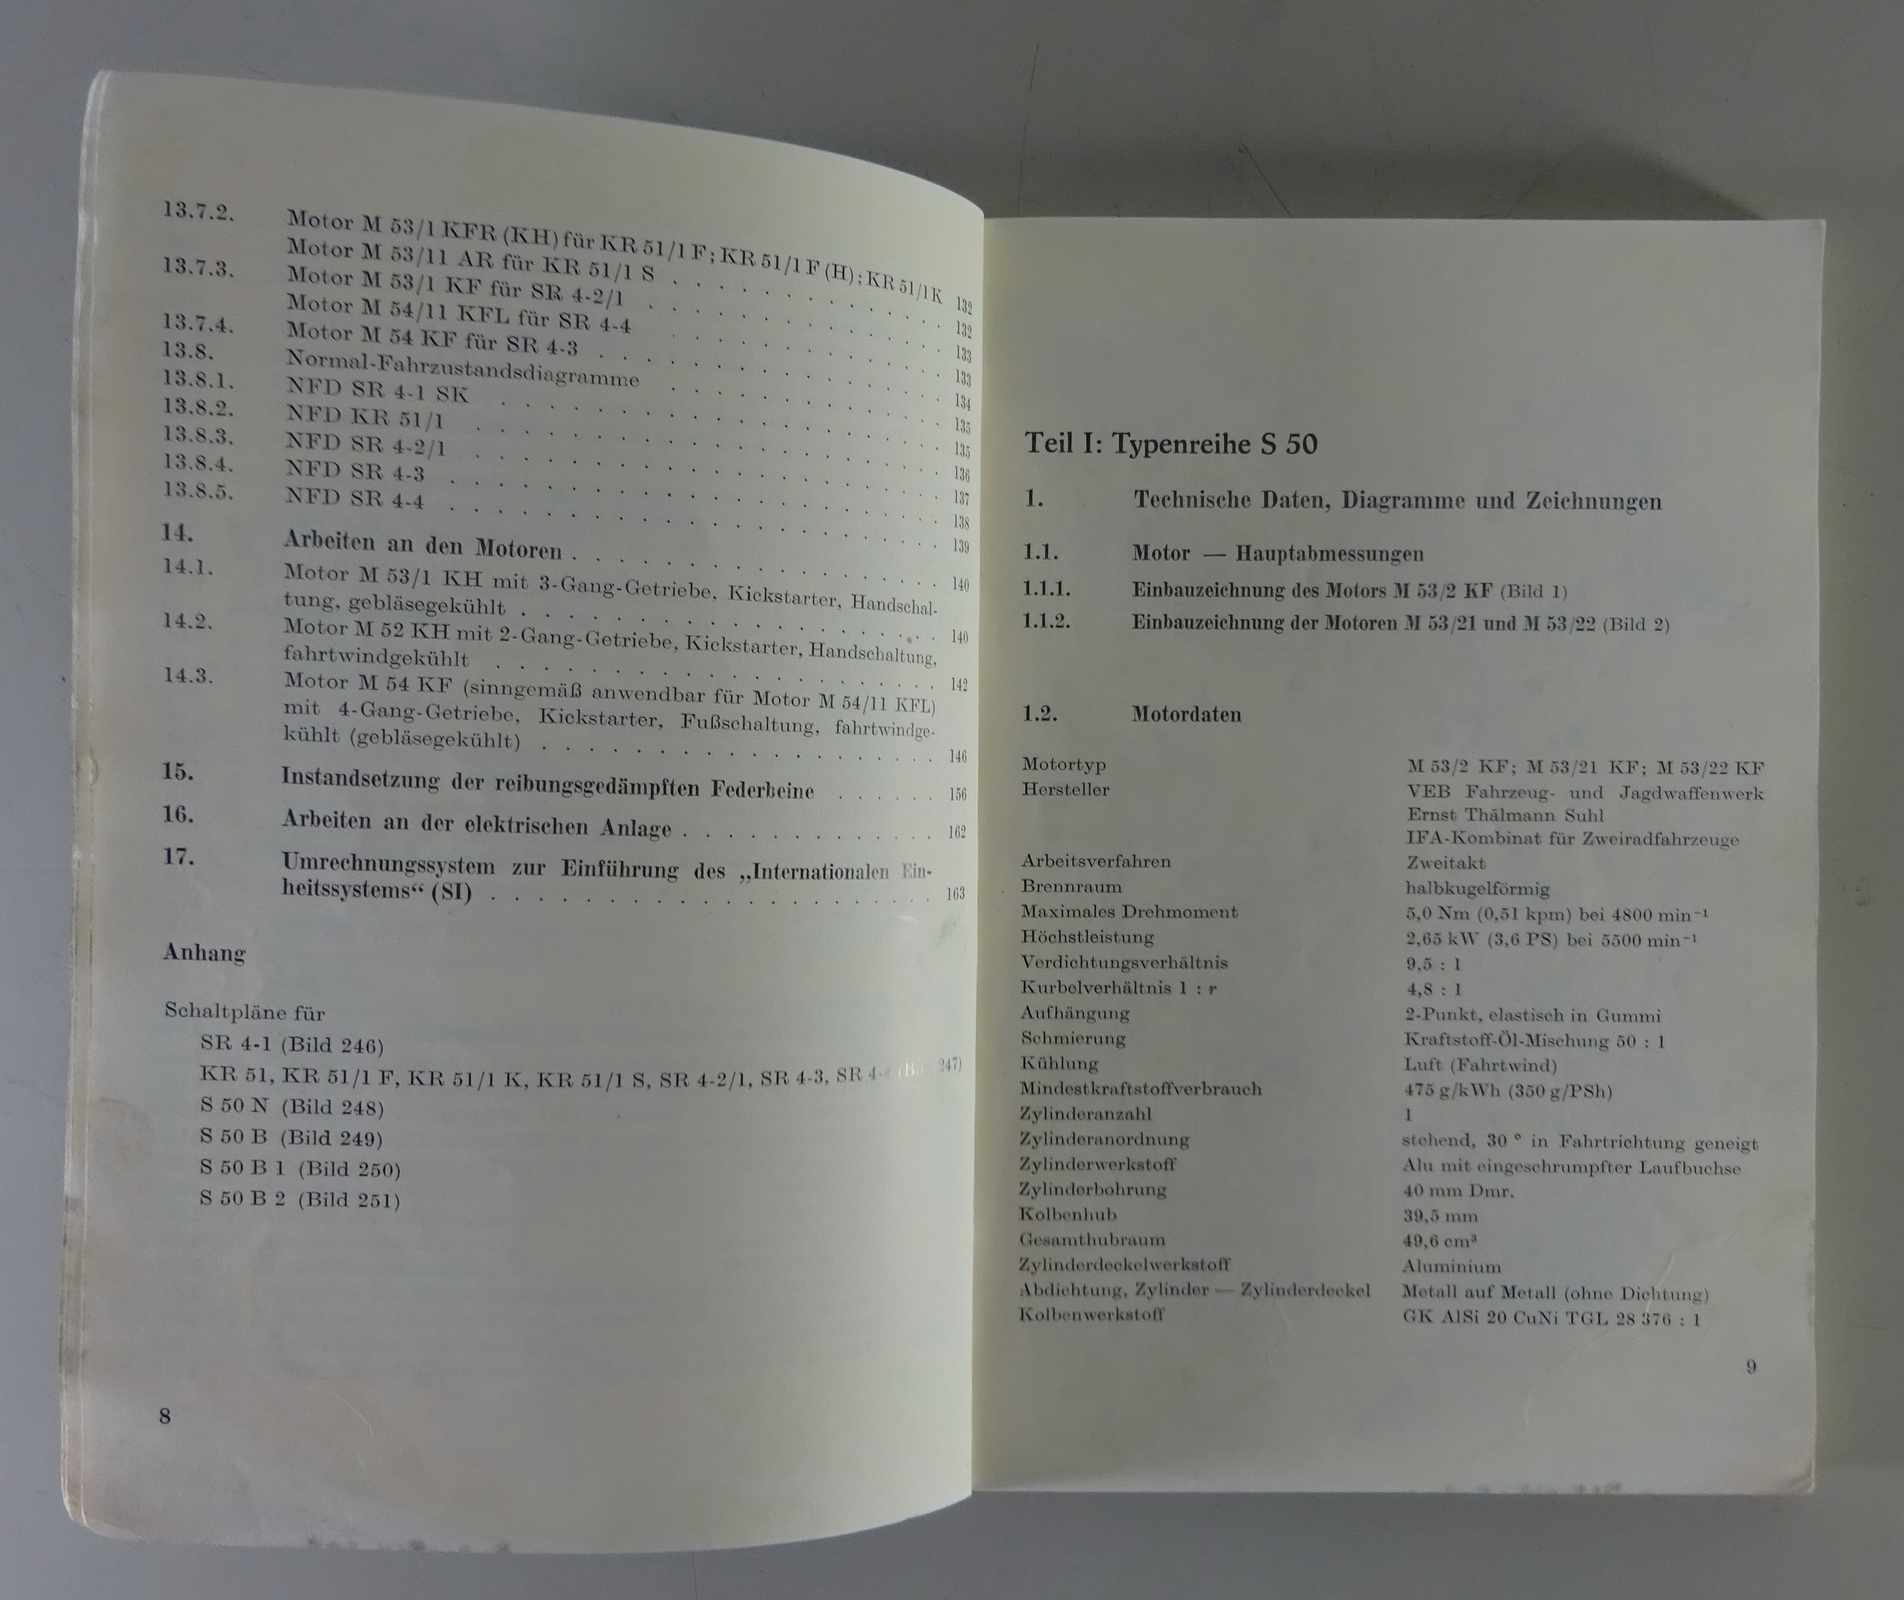 13.7.2. Motor M 53/1 KFR (KH) für KR 51/1 F; KR 51/1 F (H); KR 51/1 K 132
Motor M 53/11 AR für KR 51/1 S . . . . . . . . . . . . 132
13.7.3. Motor M 53/1 KF für SR 4-2/1 . . . . . . . . . . . . . 133
Motor M 54/11 KFL für SR 4-4 . . . . . . . . . . . . 133
13.7.4. Motor M 54 KF für SR 4-3 . . . . . . . . . . . . . . 134
13.8. Normal-Fahrzustandsdiagramme . . . . . . . . . . . . 135
13.8.1. NFD SR 4-1 SK . . . . . . . . . . . . . . . . . . . 135
13.8.2. NFD KR 51/1 . . . . . . . . . . . . . . . . . . . . 136
13.8.3. NFD SR 4-2/1 . . . . . . . . . . . . . . . . . . . . 137
13.8.4. NFD SR 4-3 . . . . . . . . . . . . . . . . . . . . . 138
13.8.5. NFD SR 4-4 . . . . . . . . . . . . . . . . . . . . . 139
14. Arbeiten an den Motoren . . . . . . . . . . . . . . . . 140
14.1. Motor M 53/1 KH mit 3-Gang-Getriebe, Kickstarter, Handschal-
tung, gebläsegekühlt . . . . . . . . . . . . . . . . . . 140
14.2. Motor M 52 KH mit 2-Gang-Getriebe, Kickstarter, Handschaltung,
fahrtwindgekühlt . . . . . . . . . . . . . . . . . . . 142
14.3. Motor M 54 KF (sinngemäß anwendbar für Motor M 54/11 KFL)
mit 4-Gang-Getriebe, Kickstarter, Fußschaltung, fahrtwindge-
kühlt (gebläsegekühlt) . . . . . . . . . . . . . . . . . 146
15. Instandsetzung der reibungsgedämpften Federbeine . . . . . . 156
16. Arbeiten an der elektrischen Anlage . . . . . . . . . . . 162
17. Umrechnungssystem zur Einführung des „Internationalen Ein-
heitssystems“ (SI) . . . . . . . . . . . . . . . . . . . 163
Anhang
Schaltpläne für
SR 4-1 (Bild 246)
KR 51, KR 51/1 F, KR 51/1 K, KR 51/1 S, SR 4-2/1, SR 4-3, SR 247)
S 50 N (Bild 248)
S 50 B (Bild 249)
S 50 B 1 (Bild 250)
S 50 B 2 (Bild 251)
8
Teil I: Typenreihe S 50
1. Technische Daten, Diagramme und Zeichnungen
1.1. Motor — Hauptabmessungen
1.1.1. Einbauzeichnung des Motors M 53/2 KF (Bild 1)
1.1.2. Einbauzeichnung der Motoren M 53/21 und M 53/22 (Bild 2)
1.2. Motordaten
Motortyp M 53/2 KF; M 53/21 KF; M 53/22 KF
Hersteller VEB Fahrzeug- und Jagdwaffenwerk
Ernst Thälmann Suhl
IFA-Kombinat für Zweiradfahrzeuge
Arbeitsverfahren Zweitakt
Brennraum halbkugelförmig
Maximales Drehmoment 5,0 Nm (0,51 kpm) bei 4800 min⁻¹
Höchstleistung 2,65 kW (3,6 PS) bei 5500 min⁻¹
Verdichtungsverhältnis 9,5 : 1
Kurbelverhältnis l : r 4,8 : 1
Aufhängung 2-Punkt, elastisch in Gummi
Schmierung Kraftstoff-Öl-Mischung 50 : 1
Kühlung Luft (Fahrtwind)
Mindestkraftstoffverbrauch 475 g/kWh (350 g/PSh)
Zylinderanzahl 1
Zylinderanordnung stehend, 30 ° in Fahrtrichtung geneigt
Zylinderwerkstoff Alu mit eingeschrumpfter Laufbuchse
Zylinderbohrung 40 mm Dmr.
Kolbenhub 39,5 mm
Gesamthubraum 49,6 cm³
Zylinderdeckelwerkstoff Aluminium
Abdichtung, Zylinder — Zylinderdeckel Metall auf Metall (ohne Dichtung)
Kolbenwerkstoff GK AlSi 20 CuNi TGL 28 376 : 1
9